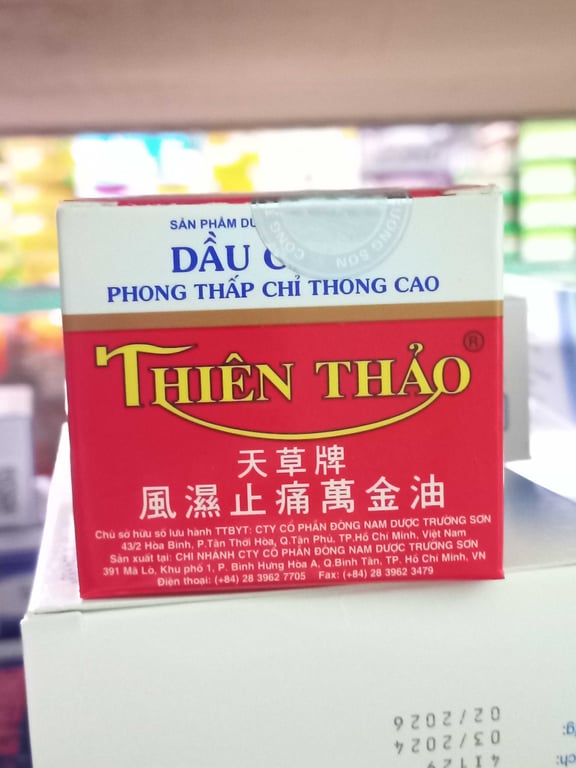 SẢN PHẨM
DẦU
PHONG THẤP CHỈ THONG CAO
THIÊN THẢO ®
天草牌
風濕止痛萬金油
Chủ sở hữu số lưu hành TTBYT: CTY CỔ PHẦN ĐÔNG NAM DƯỢC TRƯỜNG SƠN
43/2 Hòa Bình, P.Tân Thới Hòa, Q.Tân Phú, TP.Hồ Chí Minh, Việt Nam
Sản xuất tại: CHI NHÁNH CTY CỔ PHẦN ĐÔNG NAM DƯỢC TRƯỜNG SƠN
391 Mã Lò, Khu phố 1, P. Bình Hưng Hòa A, Q.Bình Tân, TP. Hồ Chí Minh, VN
Điện thoại: (+84) 28 3962 7705 Fax: (+84) 28 3962 3479
02/2026
03/2024